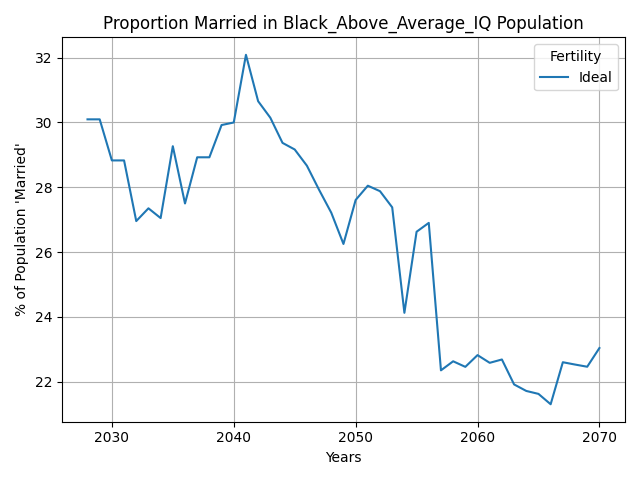 Proportion Married in Black_Above_Average_IQ Population
Fertility
Ideal
% of Population 'Married'
32
30
28
26
24
22
2030
2040
2050
2060
2070
Years